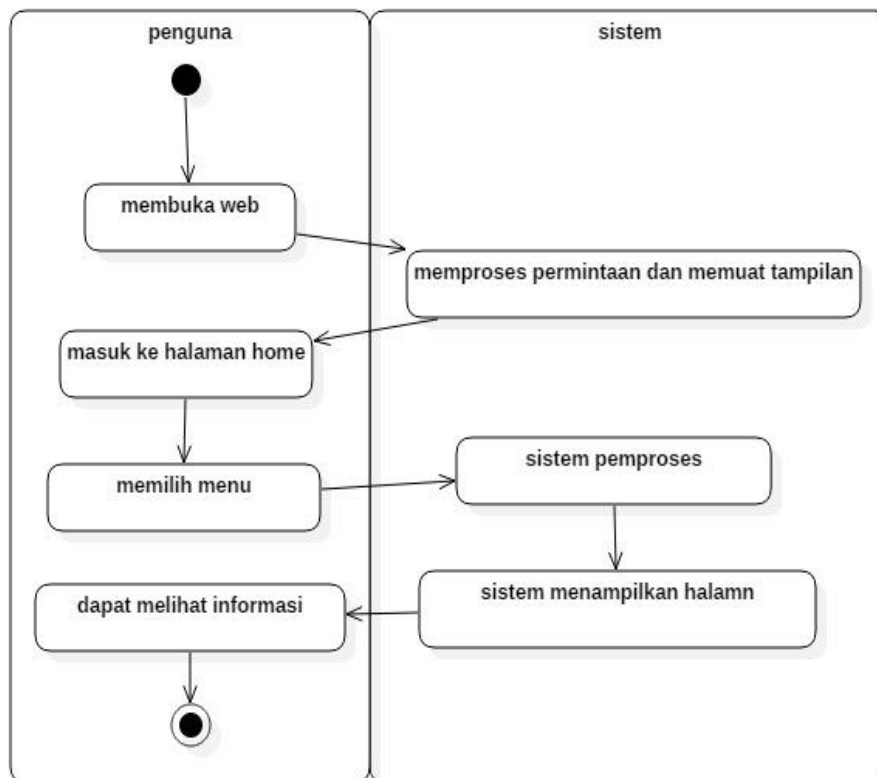 penguna
sistem
membuka web
memproses permintaan dan memuat tampilan
masuk ke halaman home
memilih menu
sistem pemproses
sistem menampilkan halamn
dapat melihat informasi